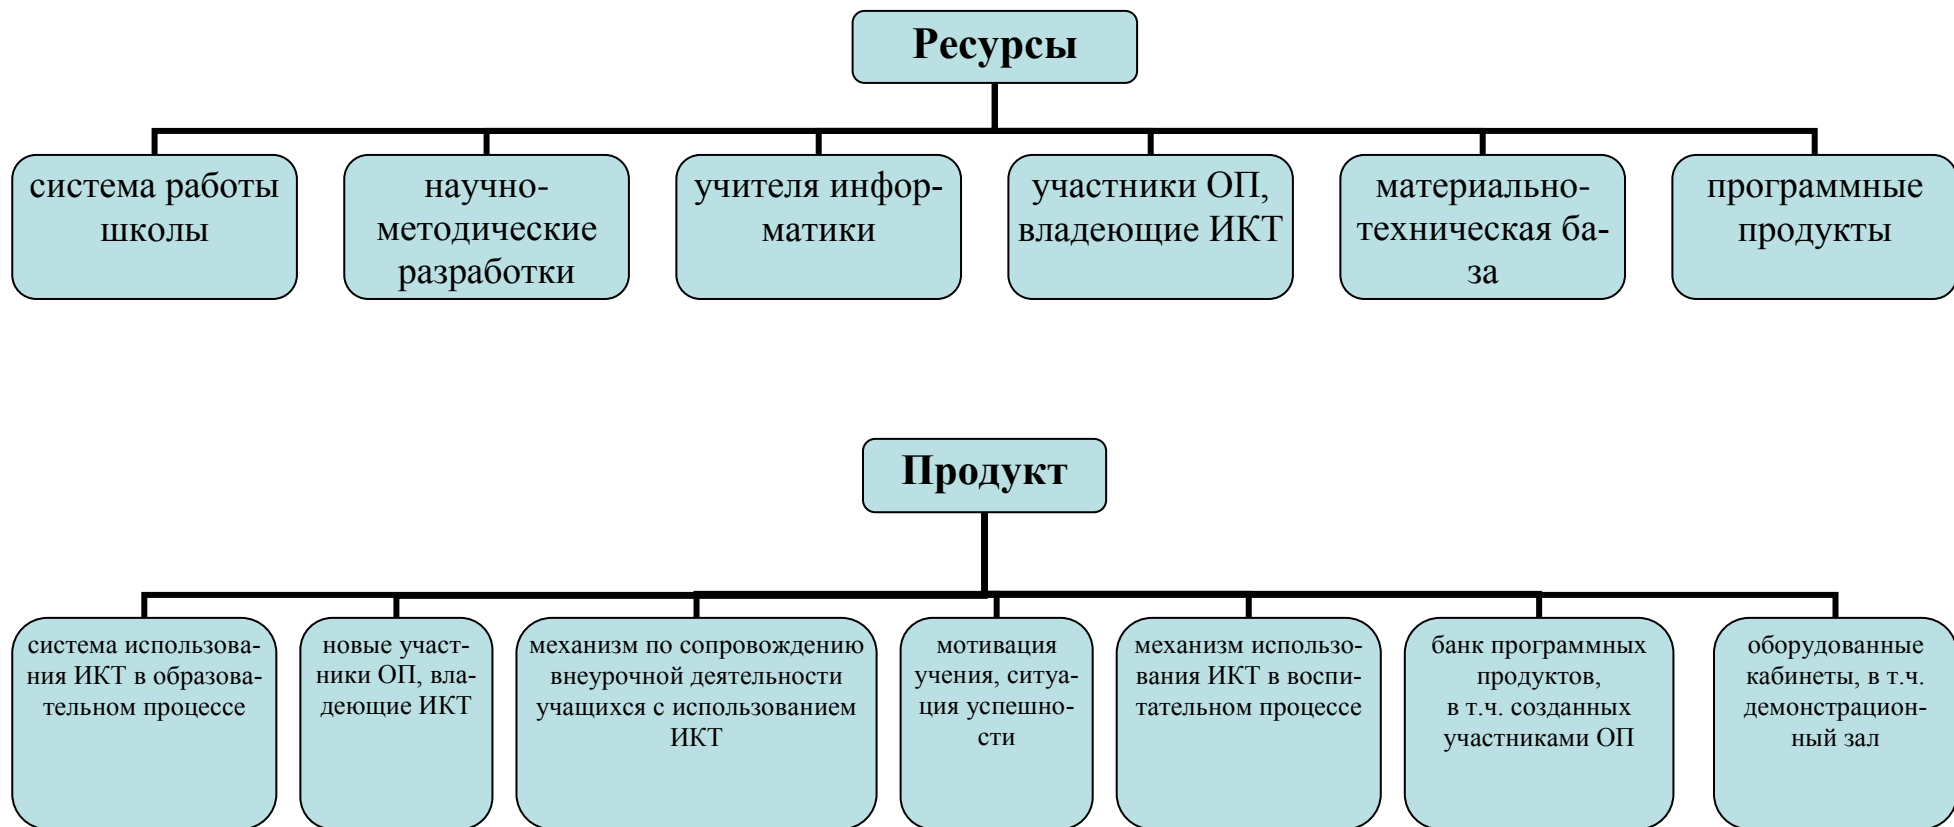 Ресурсы
система работы
школы
научно-
методические
разработки
учителя инфор-
матики
участники ОП,
владеющие ИКТ
материально-
техническая ба-
за
программные
продукты
Продукт
система использова-
ния ИКТ в образова-
тельном процессе
новые участ-
ники ОП, вла-
деющие ИКТ
механизм по сопровождению
внеурочной деятельности
учащихся с использованием
ИКТ
мотивация
учения, ситуа-
ция успешно-
сти
механизм использо-
вания ИКТ в воспи-
тательном процессе
банк программных
продуктов,
в т.ч. созданных
участниками ОП
оборудованные
кабинеты, в т.ч.
демонстрацион-
ный зал